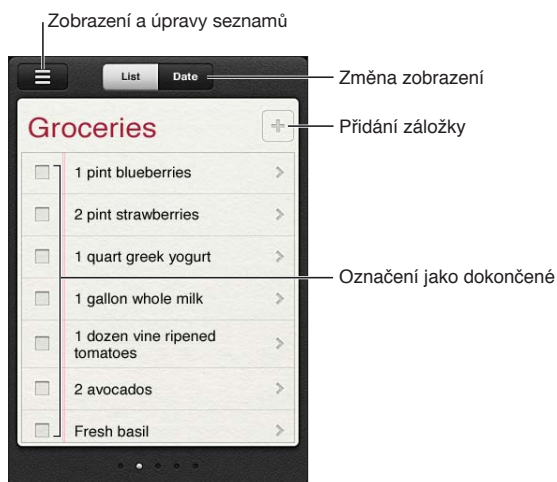 Zobrazení a úpravy seznamů
List Date
Změna zobrazení
Groceries
Přidání záložky
1 pint blueberries
2 pint strawberries
1 quart greek yogurt
Označení jako dokončené
1 gallon whole milk
1 dozen vine ripened
tomatoes
2 avocados
Fresh basil